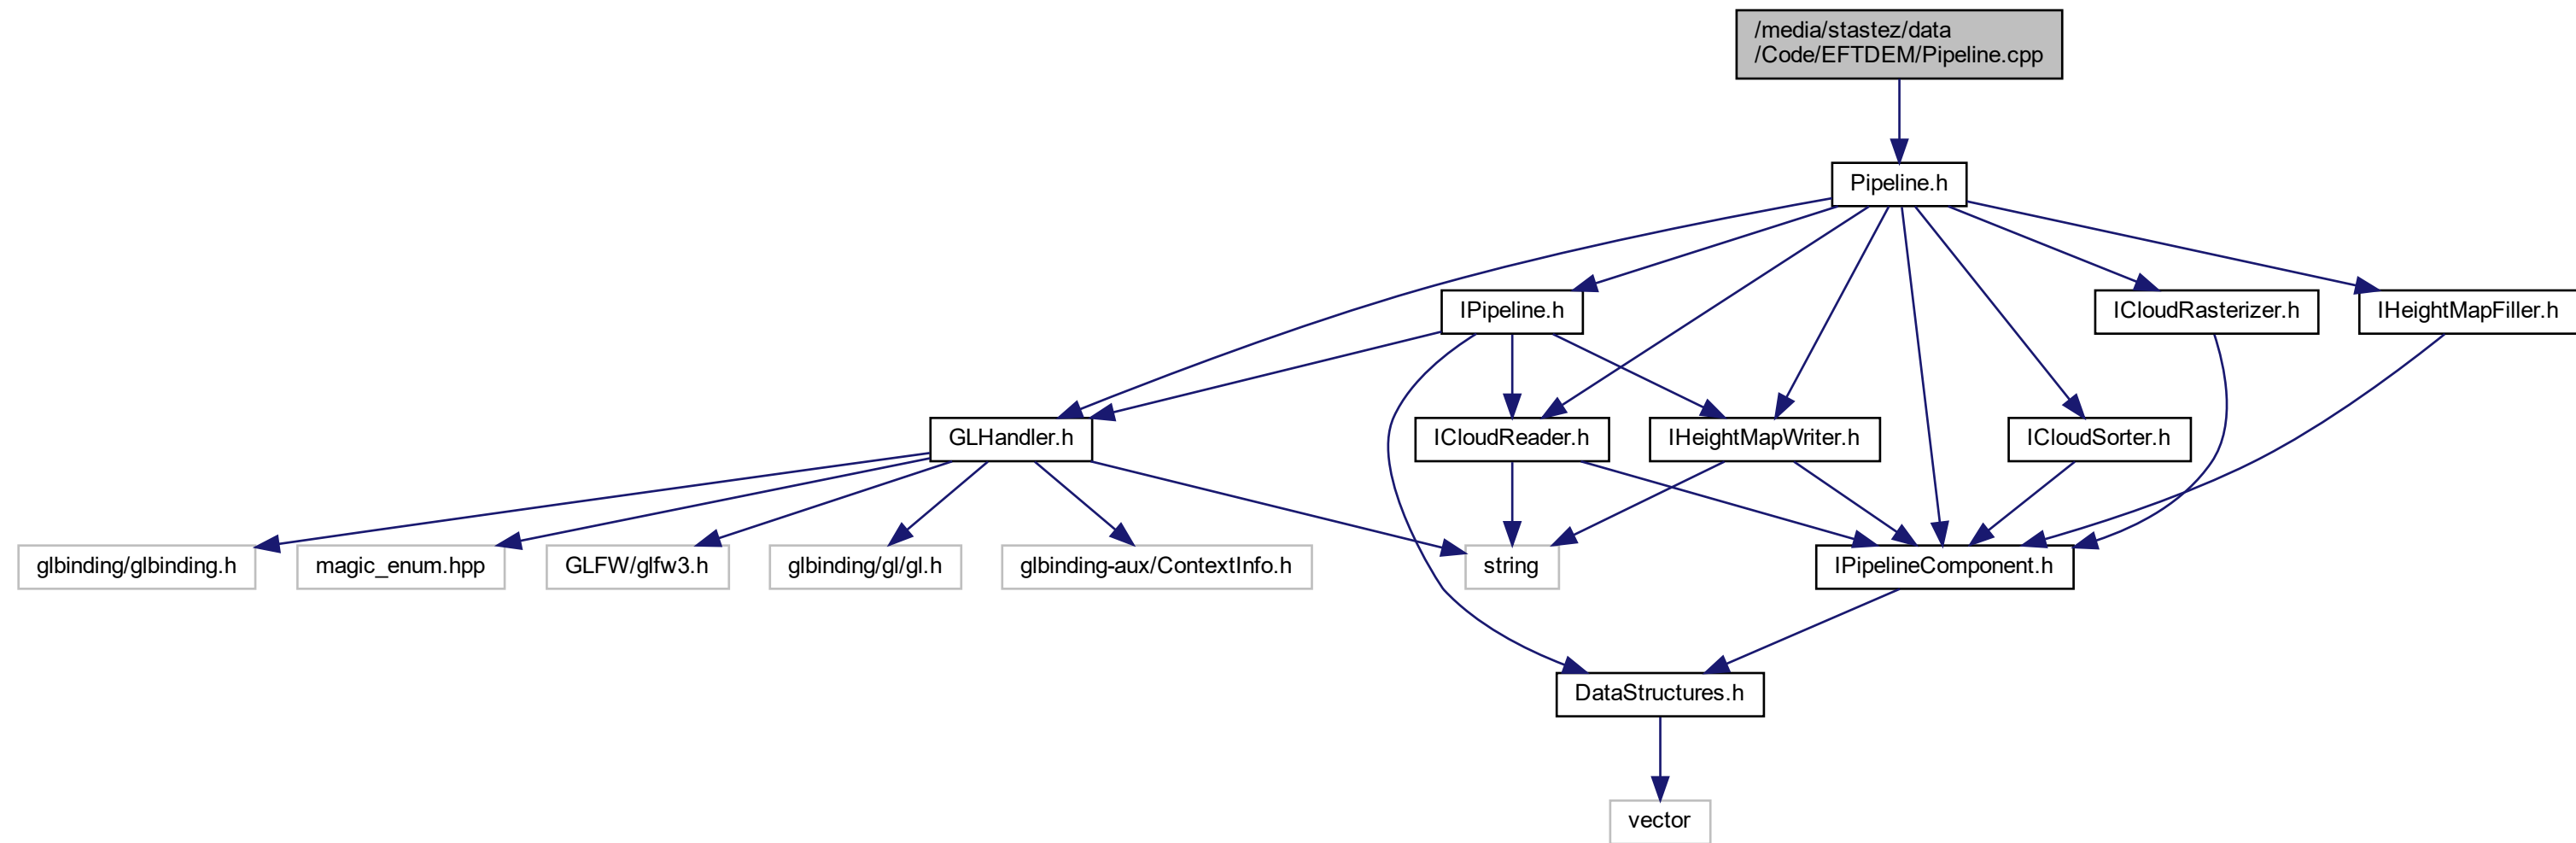 /media/stastez/data
/Code/EFTDEM/Pipeline.cpp
Pipeline.h
IPipeline.h
ICloudRasterizer.h
IHeightMapFiller.h
GLHandler.h
ICloudReader.h
IHeightMapWriter.h
ICloudSorter.h
glbinding/glbinding.h
magic_enum.hpp
GLFW/glfw3.h
glbinding/gl/gl.h
glbinding-aux/ContextInfo.h
string
IPipelineComponent.h
DataStructures.h
vector